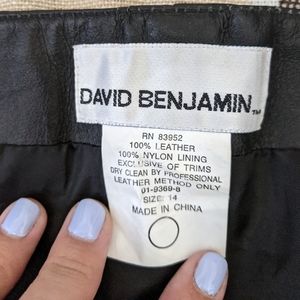 DAVID BENJAMIN™
RN 83952
100% LEATHER
100% NYLON LINING
EXCLUSIVE OF TRIMS
DRY CLEAN BY PROFESSIONAL
LEATHER METHOD ONLY
01-9369-8
SIZE: 14
MADE IN CHINA